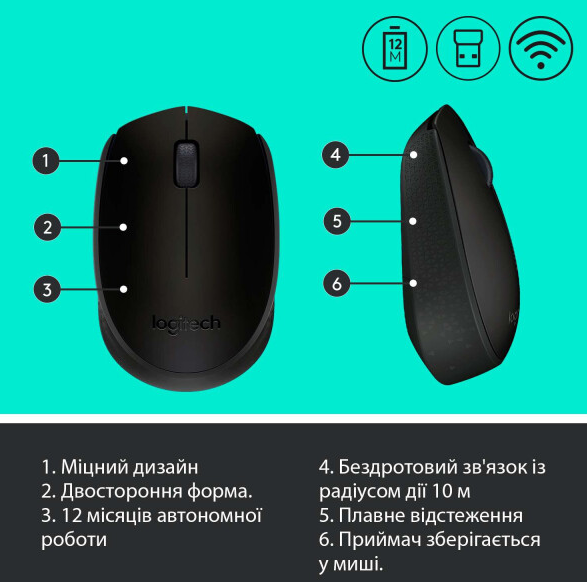 12
M
1
2
3
4
5
6
logitech
logi
1. Міцний дизайн
2. Двостороння форма.
3. 12 місяців автономної
роботи
4. Бездротовий зв'язок із
радіусом дії 10 м
5. Плавне відстеження
6. Приймач зберігається
у миші.